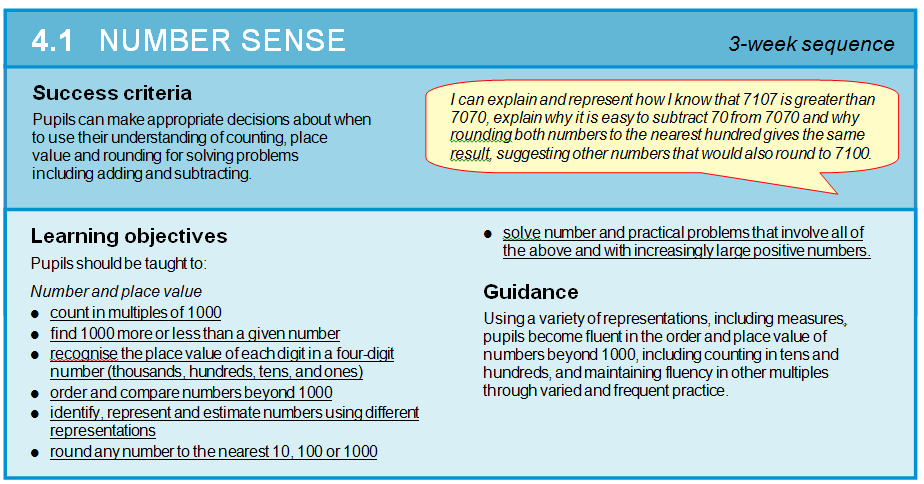 4.1 NUMBER SENSE
3-week sequence
Success criteria
Pupils can make appropriate decisions about when
to use their understanding of counting, place
value and rounding for solving problems
including adding and subtracting.
I can explain and represent how I know that 7107 is greater than
7070, explain why it is easy to subtract 70 from 7070 and why
rounding both numbers to the nearest hundred gives the same
result, suggesting other numbers that would also round to 7100.
Learning objectives
Pupils should be taught to:
Number and place value
● count in multiples of 1000
● find 1000 more or less than a given number
● recognise the place value of each digit in a four-digit
number (thousands, hundreds, tens, and ones)
● order and compare numbers beyond 1000
● identify, represent and estimate numbers using different
representations
● round any number to the nearest 10, 100 or 1000
● solve number and practical problems that involve all of
the above and with increasingly large positive numbers.
Guidance
Using a variety of representations, including measures,
pupils become fluent in the order and place value of
numbers beyond 1000, including counting in tens and
hundreds, and maintaining fluency in other multiples
through varied and frequent practice.